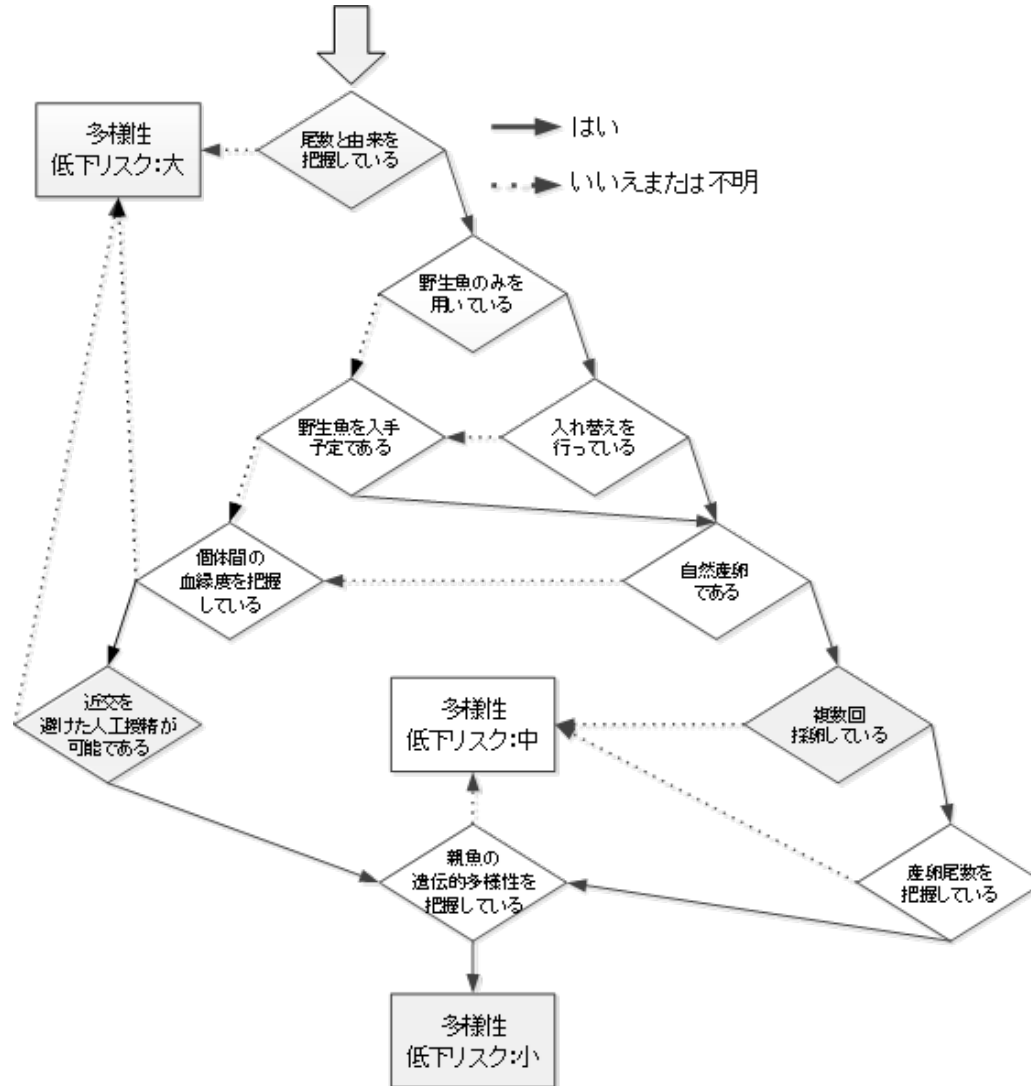 多様性
低下リスク:大
尾数と由来を
把握している
はい
いいえまたは不明
野生魚のみを
用いている
野生魚を入手
予定である
入れ替えを
行っている
個体間の
血縁度を把握
している
自然産卵
である
近交を
避けた人工授精が
可能である
多様性
低下リスク:中
複数回
採卵している
親魚の
遺伝的多様性を
把握している
産卵尾数を
把握している
多様性
低下リスク:小